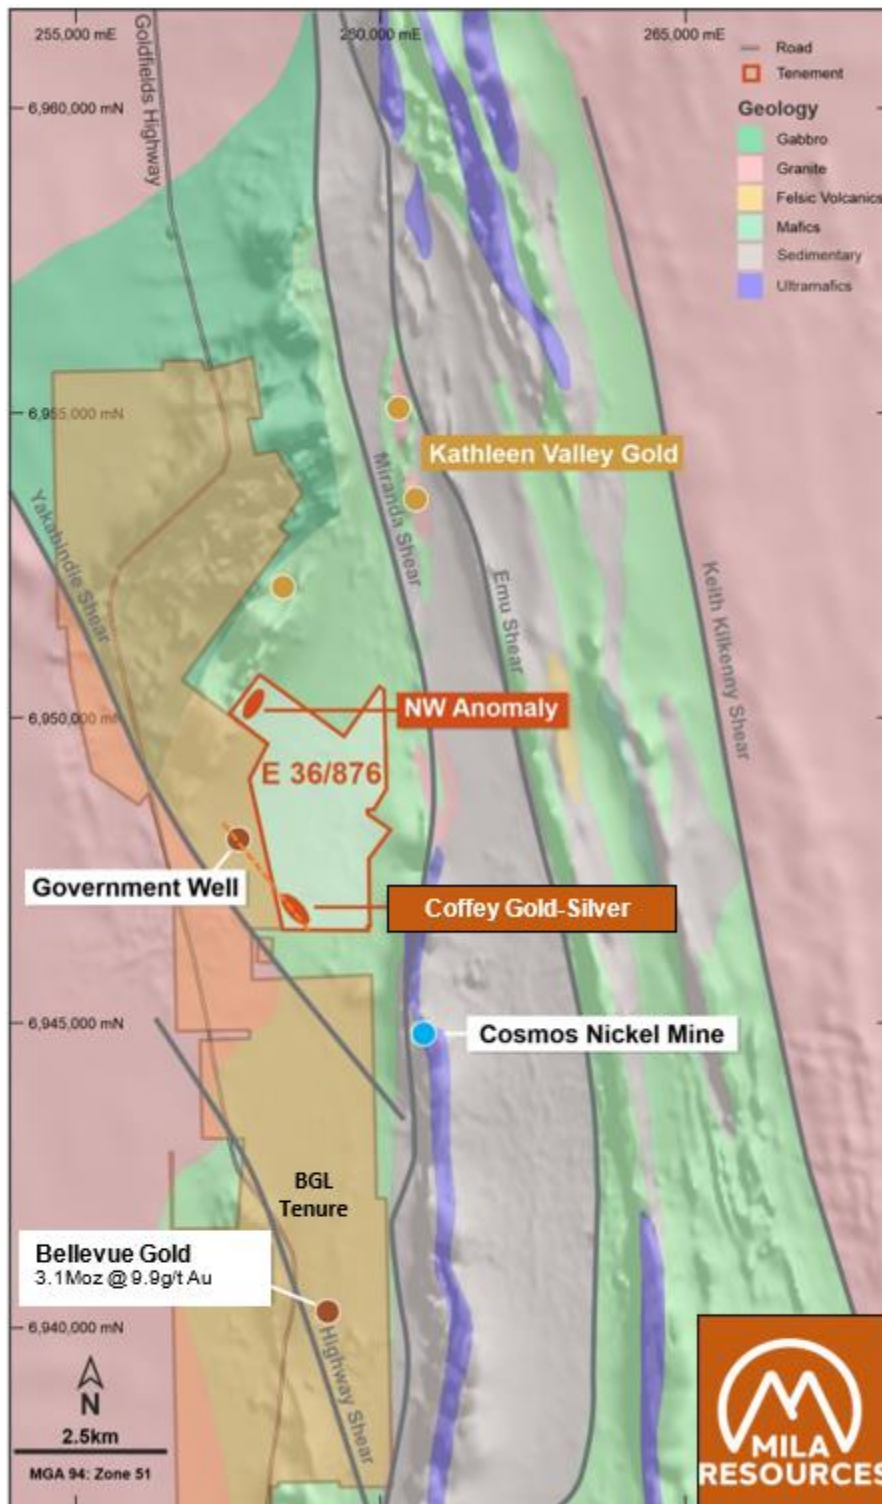 255,000 mE
260,000 mE
265,000 mE
Goldfields Highway
Road
Tenement
6,960,000 mN
Geology
Gabbro
Granite
Felsic Volcanics
Mafics
Sedimentary
Ultramafics
6,955,000 mN
Kathleen Valley Gold
Miranda Shear
Yakabindie Shear
Emu Shear
Keith Kilkenny Shear
6,950,000 mN
NW Anomaly
E 36/876
Government Well
Coffey Gold-Silver
6,945,000 mN
Cosmos Nickel Mine
BGL
Tenure
Bellevue Gold
3.1Moz @ 9.9g/t Au
6,940,000 mN
Highway Shear
N
2.5km
MGA 94: Zone 51
MILA
RESOURCES